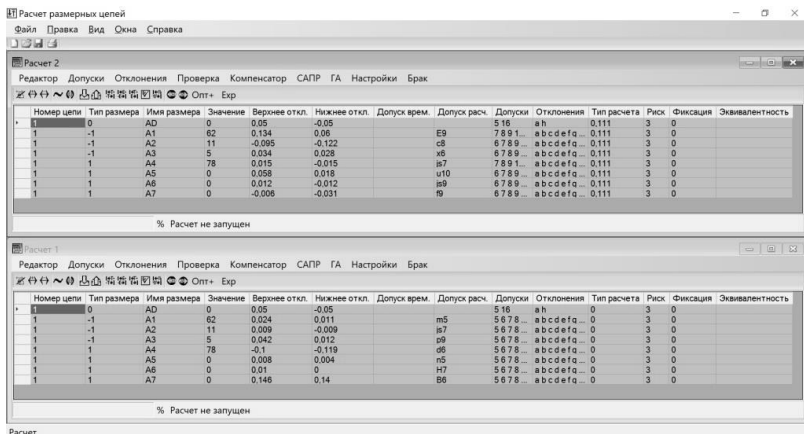 Расчет размерных цепей
Файл Правка Вид Окна Справка
Расчет 2
Редактор Допуски Отклонения Проверка Компенсатор САПР ГА Настройки Брак
Опт+ Exp
Номер цепи Тип размера Имя размера Значение Верхнее откл. Нижнее откл. Допуск врем. Допуск расч. Допуски Отклонения Тип расчета Риск Фиксация Эквивалентность
1 0 AD 0 0,05 -0,05 5 16 a h 0,111 3 0
1 -1 A1 62 0,134 0,06 E9 7 8 9 1... a b c d e f g ... 0,111 3 0
1 -1 A2 11 -0,095 -0,122 c8 6 7 8 9 ... a b c d e f g ... 0,111 3 0
1 -1 A3 5 0,034 0,028 x6 6 7 8 9 ... a b c d e f g ... 0,111 3 0
1 1 A4 78 0,015 -0,015 js7 7 8 9 1... a b c d e f g ... 0,111 3 0
1 1 A5 0 0,058 0,018 u10 6 7 8 9 ... a b c d e f g ... 0,111 3 0
1 1 A6 0 0,012 -0,012 js9 6 7 8 9 ... a b c d e f g ... 0,111 3 0
1 1 A7 0 -0,006 -0,031 f9 6 7 8 9 ... a b c d e f g ... 0,111 3 0
% Расчет не запущен
Расчет 1
Редактор Допуски Отклонения Проверка Компенсатор САПР ГА Настройки Брак
Опт+ Exp
Номер цепи Тип размера Имя размера Значение Верхнее откл. Нижнее откл. Допуск врем. Допуск расч. Допуски Отклонения Тип расчета Риск Фиксация Эквивалентность
1 0 AD 0 0,05 -0,05 5 16 a h 0 3 0
1 -1 A1 62 0,024 0,011 m5 5 6 7 8 ... a b c d e f g ... 0 3 0
1 -1 A2 11 0,009 -0,009 js7 5 6 7 8 ... a b c d e f g ... 0 3 0
1 -1 A3 5 0,042 0,012 p9 5 6 7 8 ... a b c d e f g ... 0 3 0
1 1 A4 78 -0,1 -0,119 d6 5 6 7 8 ... a b c d e f g ... 0 3 0
1 1 A5 0 0,008 0,004 n5 5 6 7 8 ... a b c d e f g ... 0 3 0
1 1 A6 0 0,01 0 H7 5 6 7 8 ... a b c d e f g ... 0 3 0
1 1 A7 0 0,146 0,14 B6 5 6 7 8 ... a b c d e f g ... 0 3 0
% Расчет не запущен
Расчет